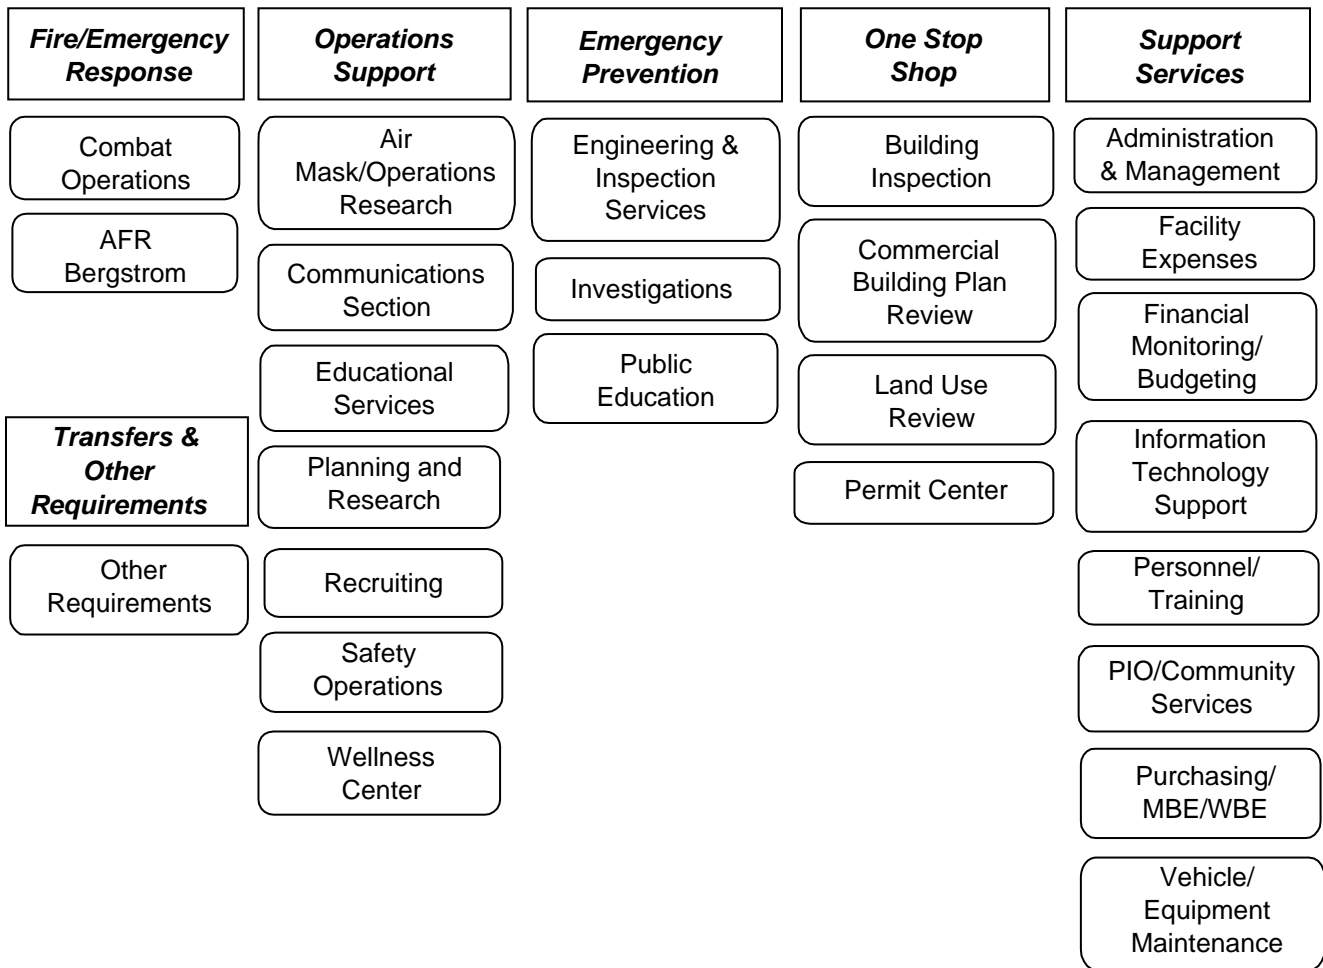 Fire/Emergency
Response
Combat
Operations
AFR
Bergstrom
Transfers &
Other
Requirements
Other
Requirements
Operations
Support
Air
Mask/Operations
Research
Communications
Section
Educational
Services
Planning and
Research
Recruiting
Safety
Operations
Wellness
Center
Emergency
Prevention
Engineering &
Inspection
Services
Investigations
Public
Education
One Stop
Shop
Building
Inspection
Commercial
Building Plan
Review
Land Use
Review
Permit Center
Support
Services
Administration
& Management
Facility
Expenses
Financial
Monitoring/
Budgeting
Information
Technology
Support
Personnel/
Training
PIO/Community
Services
Purchasing/
MBE/WBE
Vehicle/
Equipment
Maintenance